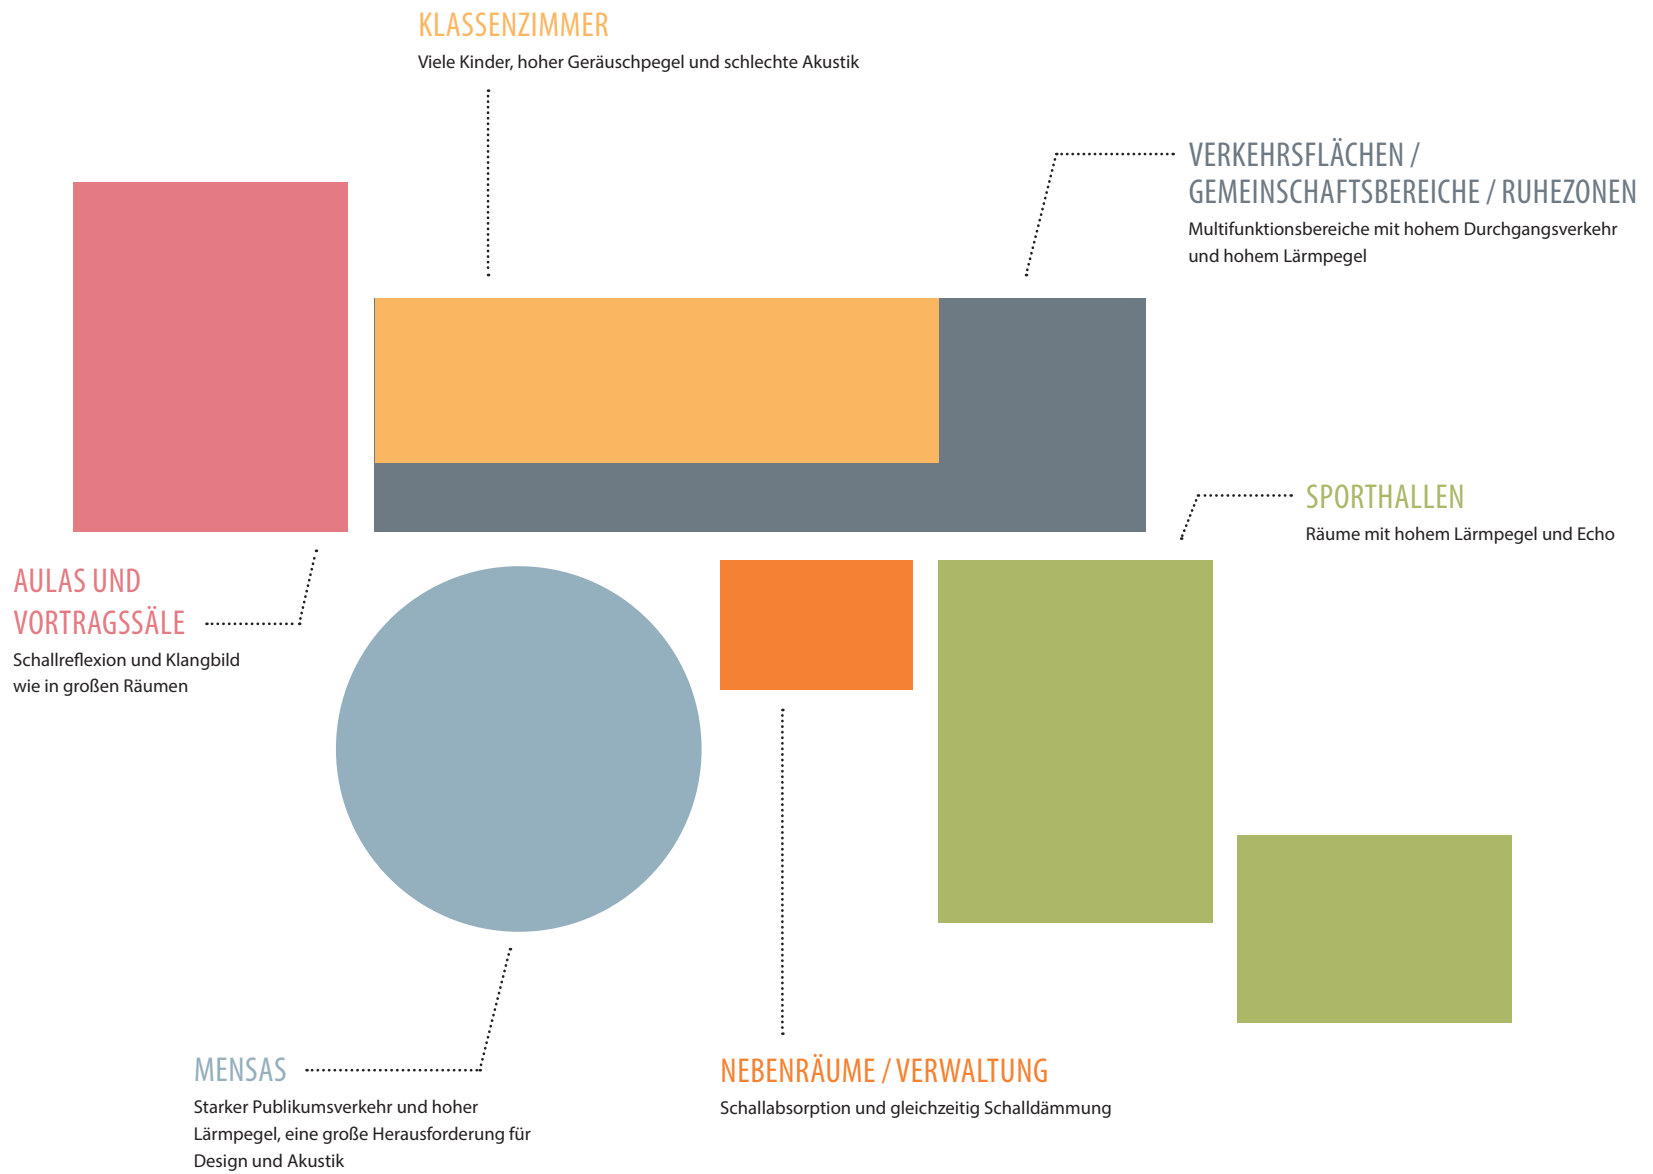 KLASSENZIMMER
Viele Kinder, hoher Geräuschpegel und schlechte Akustik
VERKEHRSFLÄCHEN /
GEMEINSCHAFTSBEREICHE / RUHEZONEN
Multifunktionsbereiche mit hohem Durchgangsverkehr
und hohem Lärmpegel
SPORTHALLEN
Räume mit hohem Lärmpegel und Echo
AULAS UND
VORTRAGSSÄLE
Schallreflexion und Klangbild
wie in großen Räumen
MENSAS
Starker Publikumsverkehr und hoher
Lärmpegel, eine große Herausforderung für
Design und Akustik
NEBENRÄUME / VERWALTUNG
Schallabsorption und gleichzeitig Schalldämmung